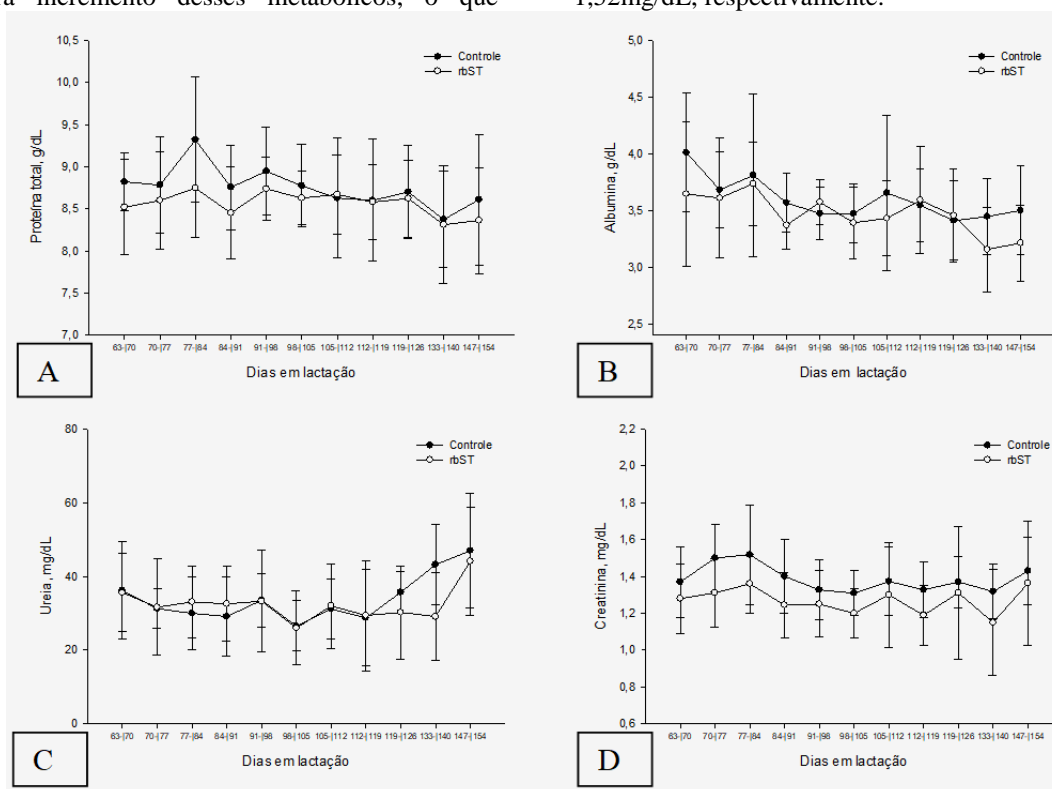 incremento desses metabólicos, o que
1,52mg/dL, respectivamente.
10,5
10,0
9,5
9,0
8,5
8,0
7,5
7,0
Proteína total, g/dL
Controle
rbST
63-|70 70-|77 77-|84 84-|91 91-|98 98-|105 105-|112 112-|119 119-|126 133-|140 147-|154
Dias em lactação
A
5,0
4,5
4,0
3,5
3,0
2,5
Albumina, g/dL
Controle
rbST
63-|70 70-|77 77-|84 84-|91 91-|98 98-|105 105-|112 112-|119 119-|126 133-|140 147-|154
Dias em lactação
B
80
60
40
20
0
Ureia, mg/dL
Controle
rbST
63-|70 70-|77 77-|84 84-|91 91-|98 98-|105 105-|112 112-|119 119-|126 133-|140 147-|154
Dias em lactação
C
2,2
2,0
1,8
1,6
1,4
1,2
1,0
0,8
0,6
Creatinina, mg/dL
Controle
rbST
63-|70 70-|77 77-|84 84-|91 91-|98 98-|105 105-|112 112-|119 119-|126 133-|140 147-|154
Dias em lactação
D